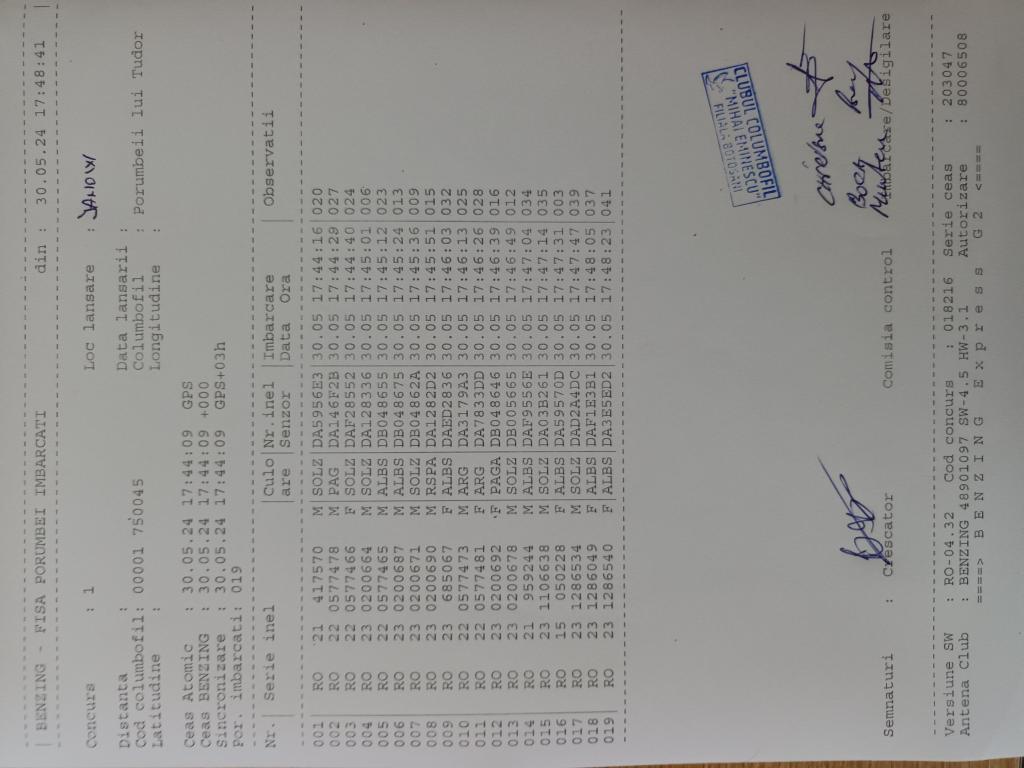 | BENZING - FISA PORUMBEI IMBARCATI din : 30.05.24 17:48:41 |
Concurs : 1 Loc lansare : JANOW
Distanta : Data lansarii :
Cod columbofil: 00001 750045 Columbofil : Porumbeii lui Tudor
Latitudine : Longitudine :
Ceas Atomic : 30.05.24 17:44:09 GPS
Ceas BENZING : 30.05.24 17:44:09 +000
Sincronizare : 30.05.24 17:44:09 GPS+03h
Por. imbarcati: 019
Nr.| Serie inel |Culo|Nr.inel |Imbarcare | Observatii
| |are |Senzor |Data Ora |
001 | RO 21 417570 M|SOLZ|DA5956E3|30.05 17:44:16|020
002 | RO 22 0577478 M|PAG |DA146F2B|30.05 17:44:29|027
003 | RO 22 0577466 F|SOLZ|DAF28552|30.05 17:44:40|024
004 | RO 23 0200664 M|SOLZ|DA128336|30.05 17:45:01|006
005 | RO 22 0577465 M|ALBS|DB048655|30.05 17:45:12|023
006 | RO 23 0200687 M|ALBS|DB048675|30.05 17:45:24|013
007 | RO 23 0200671 M|SOLZ|DB04862A|30.05 17:45:36|009
008 | RO 23 0200690 M|RSPA|DA128D2|30.05 17:45:51|015
009 | RO 23 685067 F|ALBS|DAED2836|30.05 17:46:03|032
010 | RO 22 0577473 M|ARG |DA3179A3|30.05 17:46:13|025
011 | RO 22 0577481 F|ARG |DA7833DD|30.05 17:46:26|028
012 | RO 23 0200692 F|PAGA|DB048646|30.05 17:46:39|016
013 | RO 23 0200678 M|SOLZ|DB005665|30.05 17:46:49|012
014 | RO 21 959244 M|ALBS|DAF9556E|30.05 17:47:04|034
015 | RO 23 1106638 M|SOLZ|DA03B261|30.05 17:47:14|035
016 | RO 15 050228 F|ALBS|DA59570D|30.05 17:47:31|003
017 | RO 23 1286534 M|SOLZ|DAD2A4DC|30.05 17:47:47|039
018 | RO 23 1286049 F|ALBS|DAF1B3B1|30.05 17:48:05|037
019 | RO 23 1286540 F|ALBS|DA3E5ED2|30.05 17:48:23|041
CLUBUL COLUMBOFIL
"MIHAI EMINESCU"
FILIALA BOTOSANI
Semnaturi : Crescator Comisia control Imbarcare/Desigilare
Versiune SW : RO-04.32 Cod concurs : 018216 Serie ceas : 203047
Antena Club : BENZING 48901097 SW-4.5 HW-3.1 Autorizare : 80006508
====> B E N Z I N G E x p r e s s G 2 <====